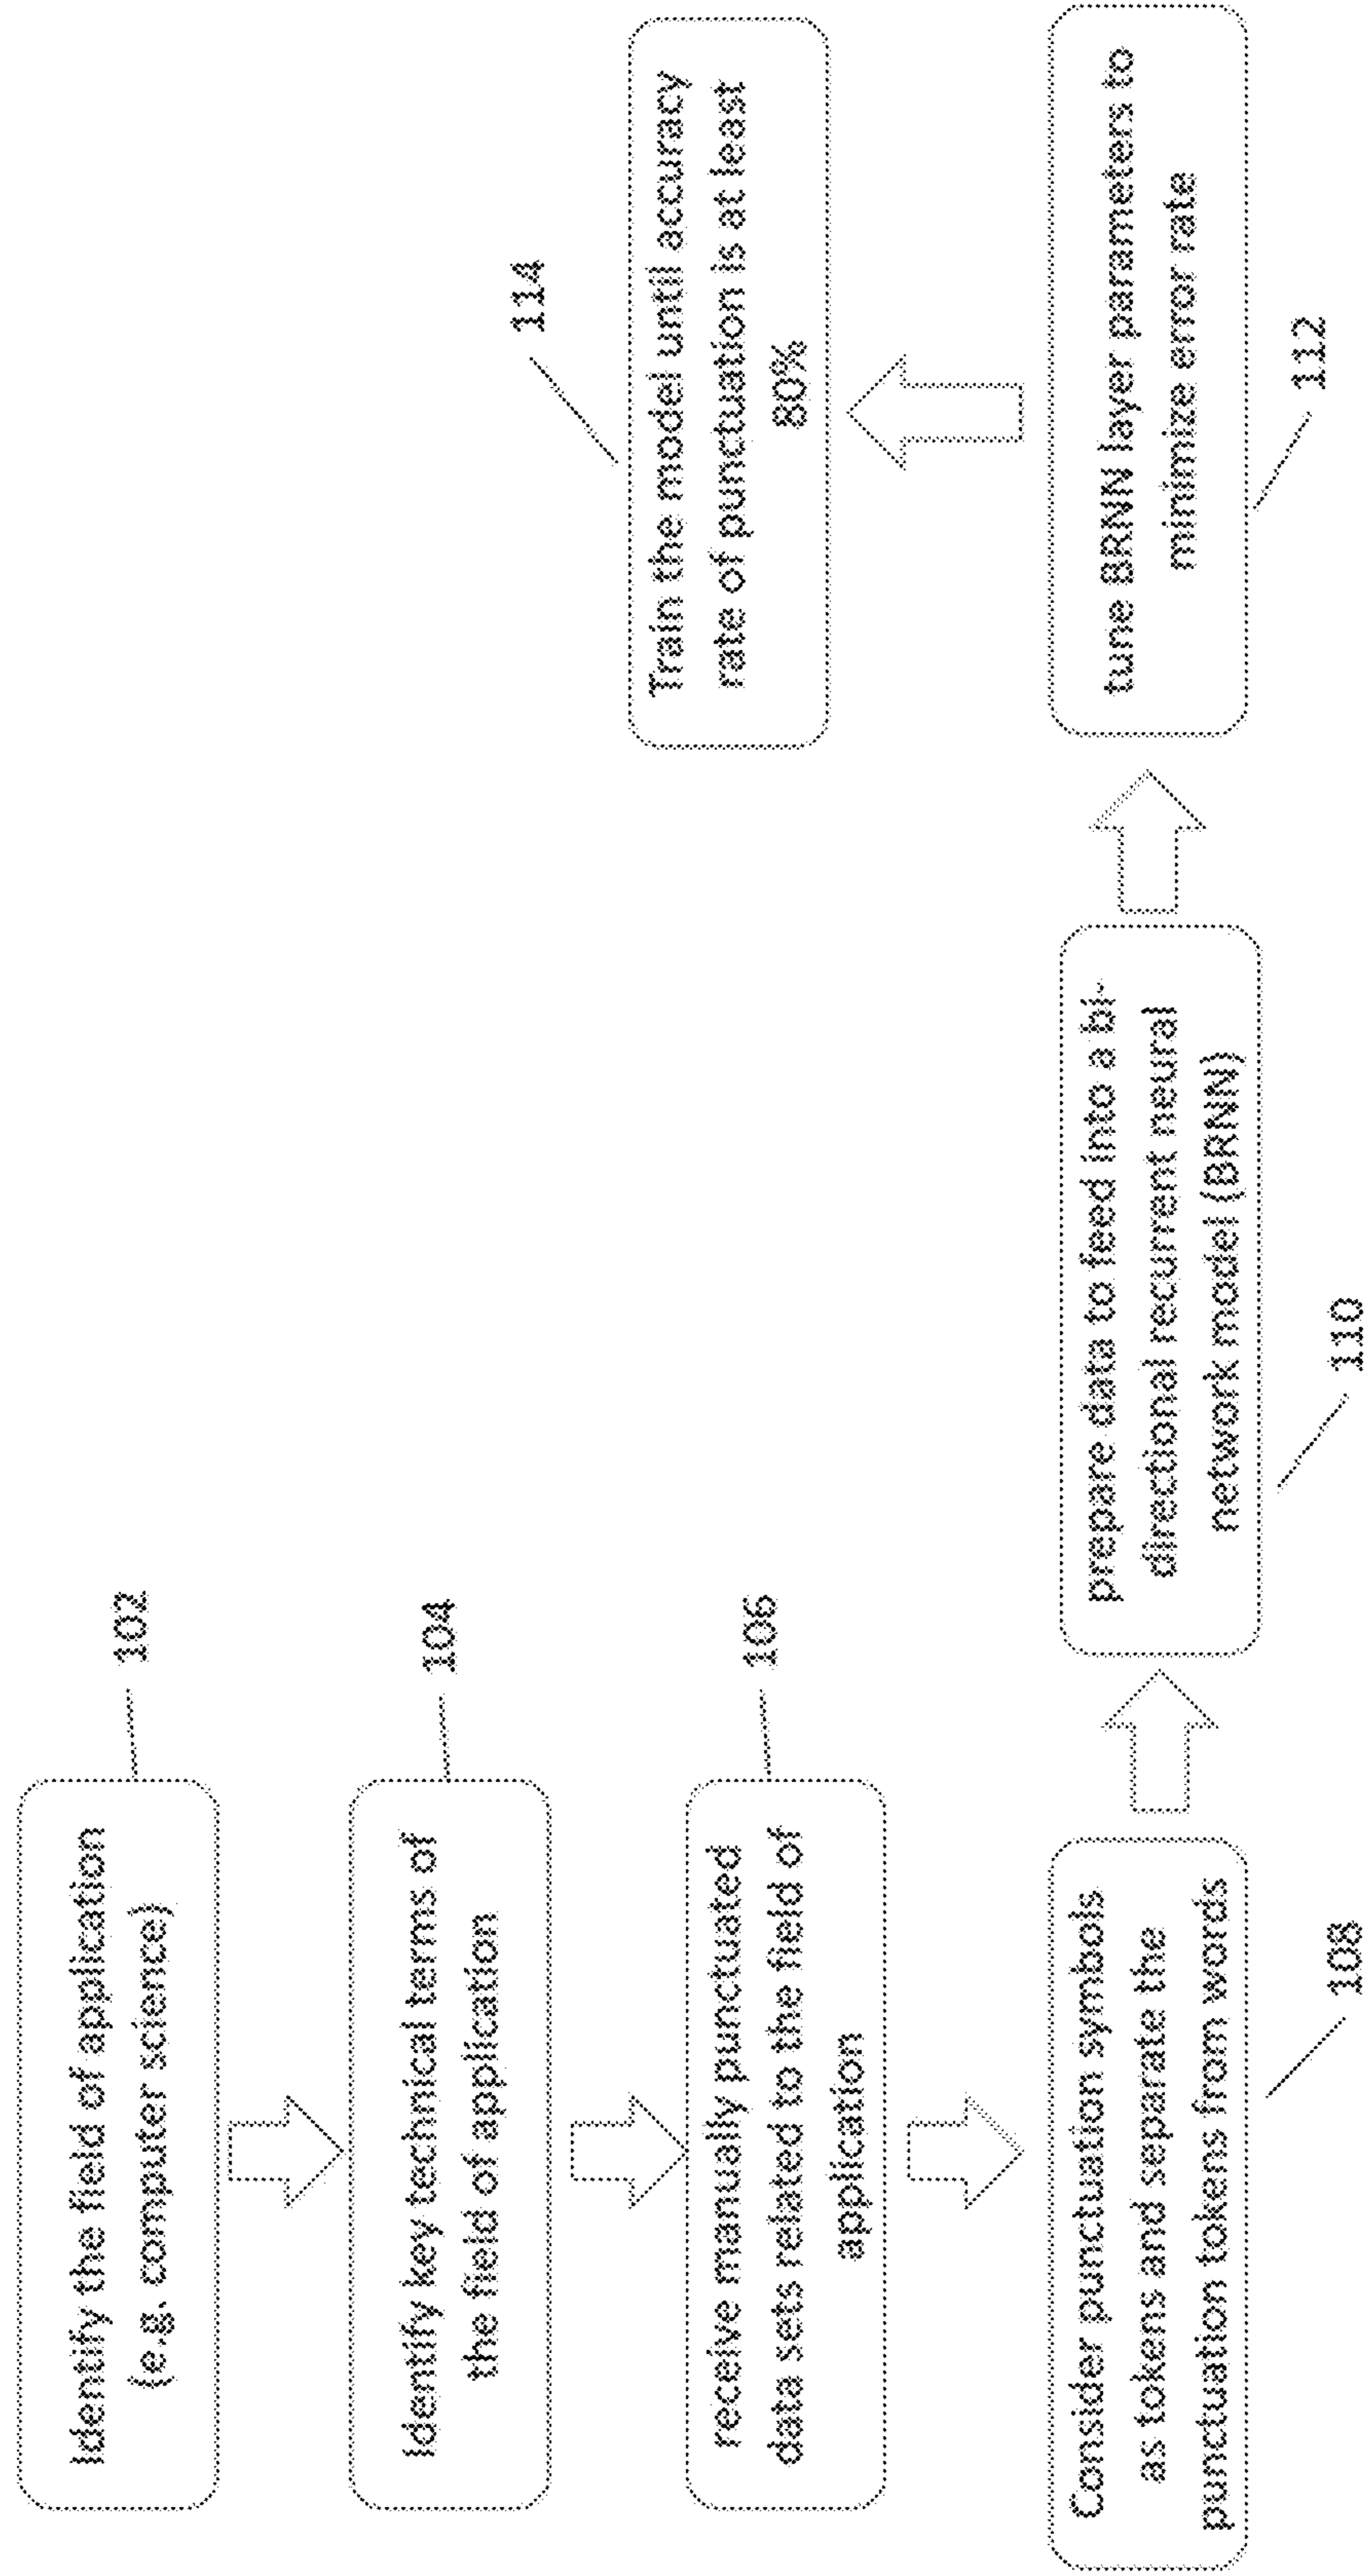 Identify the field of application
(e.g. computer science)
102
Identify key technical terms of
the field of application
104
receive manually punctuated
data sets related to the field of
application
106
Consider punctuation symbols
as tokens and separate the
punctuation tokens from words
108
prepare data to feed into a bi-
directional recurrent neural
network model (BRNN)
110
tune BRNN layer parameters to
minimize error rate
112
Train the model until accuracy
rate of punctuation is at least
80%
114